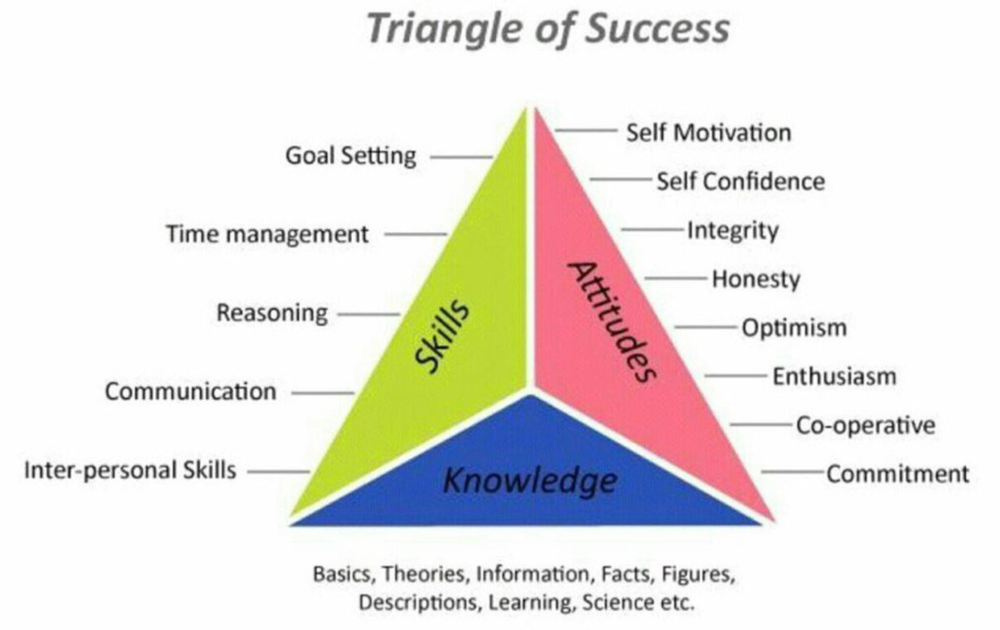 Triangle of Success
Goal Setting
Time management
Reasoning
Communication
Inter-personal Skills
Skills
Attitudes
Knowledge
Self Motivation
Self Confidence
Integrity
Honesty
Optimism
Enthusiasm
Co-operative
Commitment
Basics, Theories, Information, Facts, Figures,
Descriptions, Learning, Science etc.